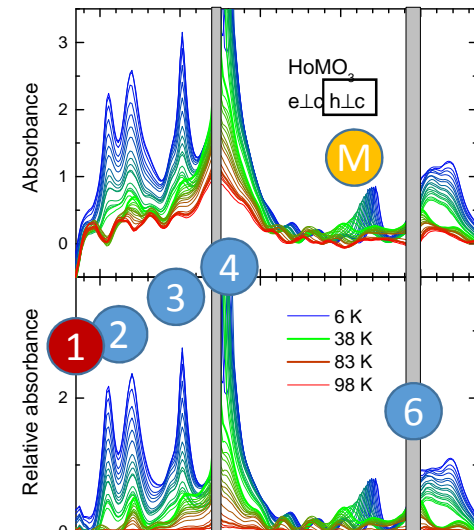 3
2
1
0
Absorbance
HoMO3
e⊥c h⊥c
M
4
3
2
1
6 K
38 K
83 K
98 K
6
2
0
Relative absorbance